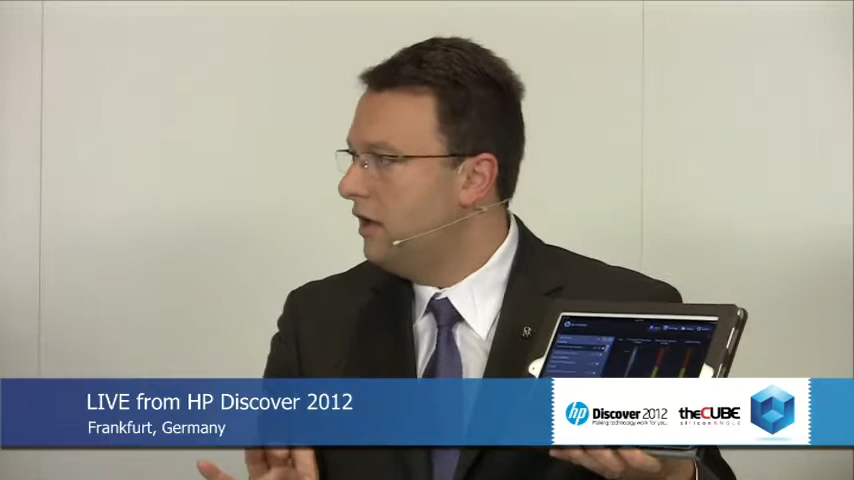 LIVE from HP Discover 2012
Frankfurt, Germany
hp Discover 2012
Making technology work for you.
theCUBE
siliconANGLE